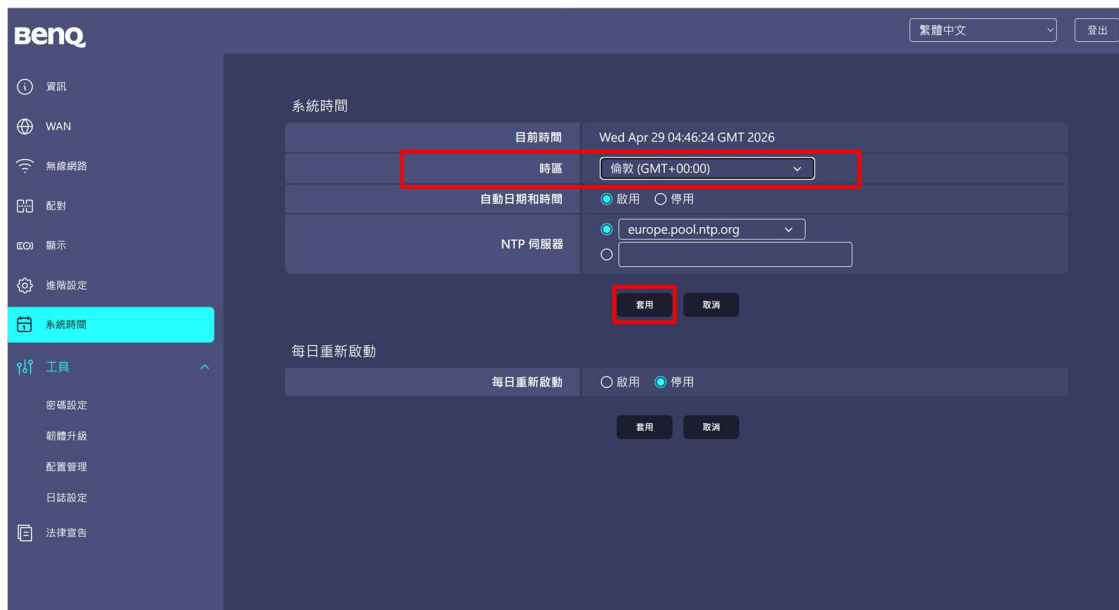 BenQ
繁體中文
登出
資訊
WAN
無線網路
配對
顯示
進階設定
系統時間
工具
密碼設定
韌體升級
配置管理
日誌設定
法律宣告
系統時間
目前時間 Wed Apr 29 04:46:24 GMT 2026
時區 倫敦 (GMT+00:00)
自動日期和時間 啟用 停用
NTP 伺服器 europe.pool.ntp.org
套用 取消
每日重新啟動
每日重新啟動 啟用 停用
套用 取消